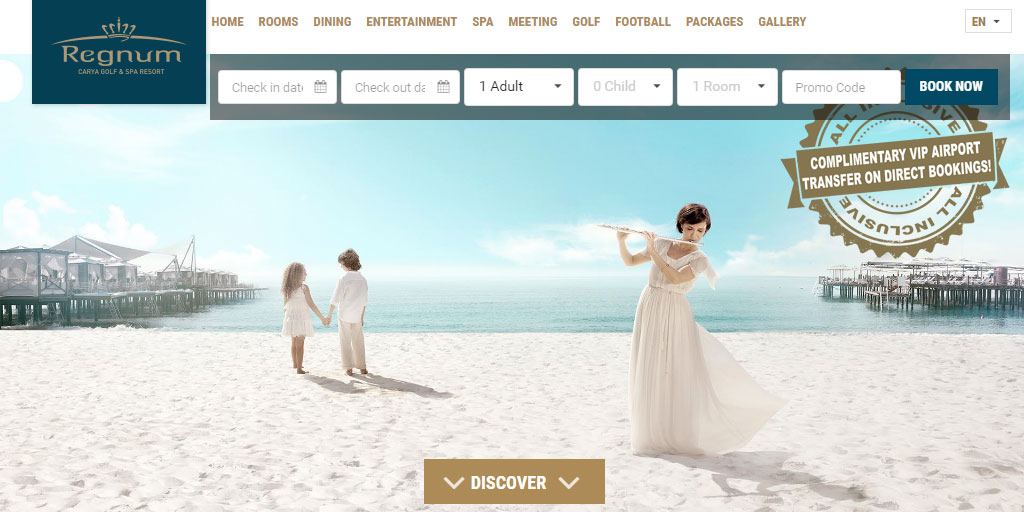 HOME ROOMS DINING ENTERTAINMENT SPA MEETING GOLF FOOTBALL PACKAGES GALLERY
EN
Regnum
CARYA GOLF & SPA RESORT
Check in date
Check out da
1 Adult
0 Child
1 Room
Promo Code
BOOK NOW
ALL INCLUSIVE
COMPLIMENTARY VIP AIRPORT
TRANSFER ON DIRECT BOOKINGS!
ALL INCLUSIVE
DISCOVER